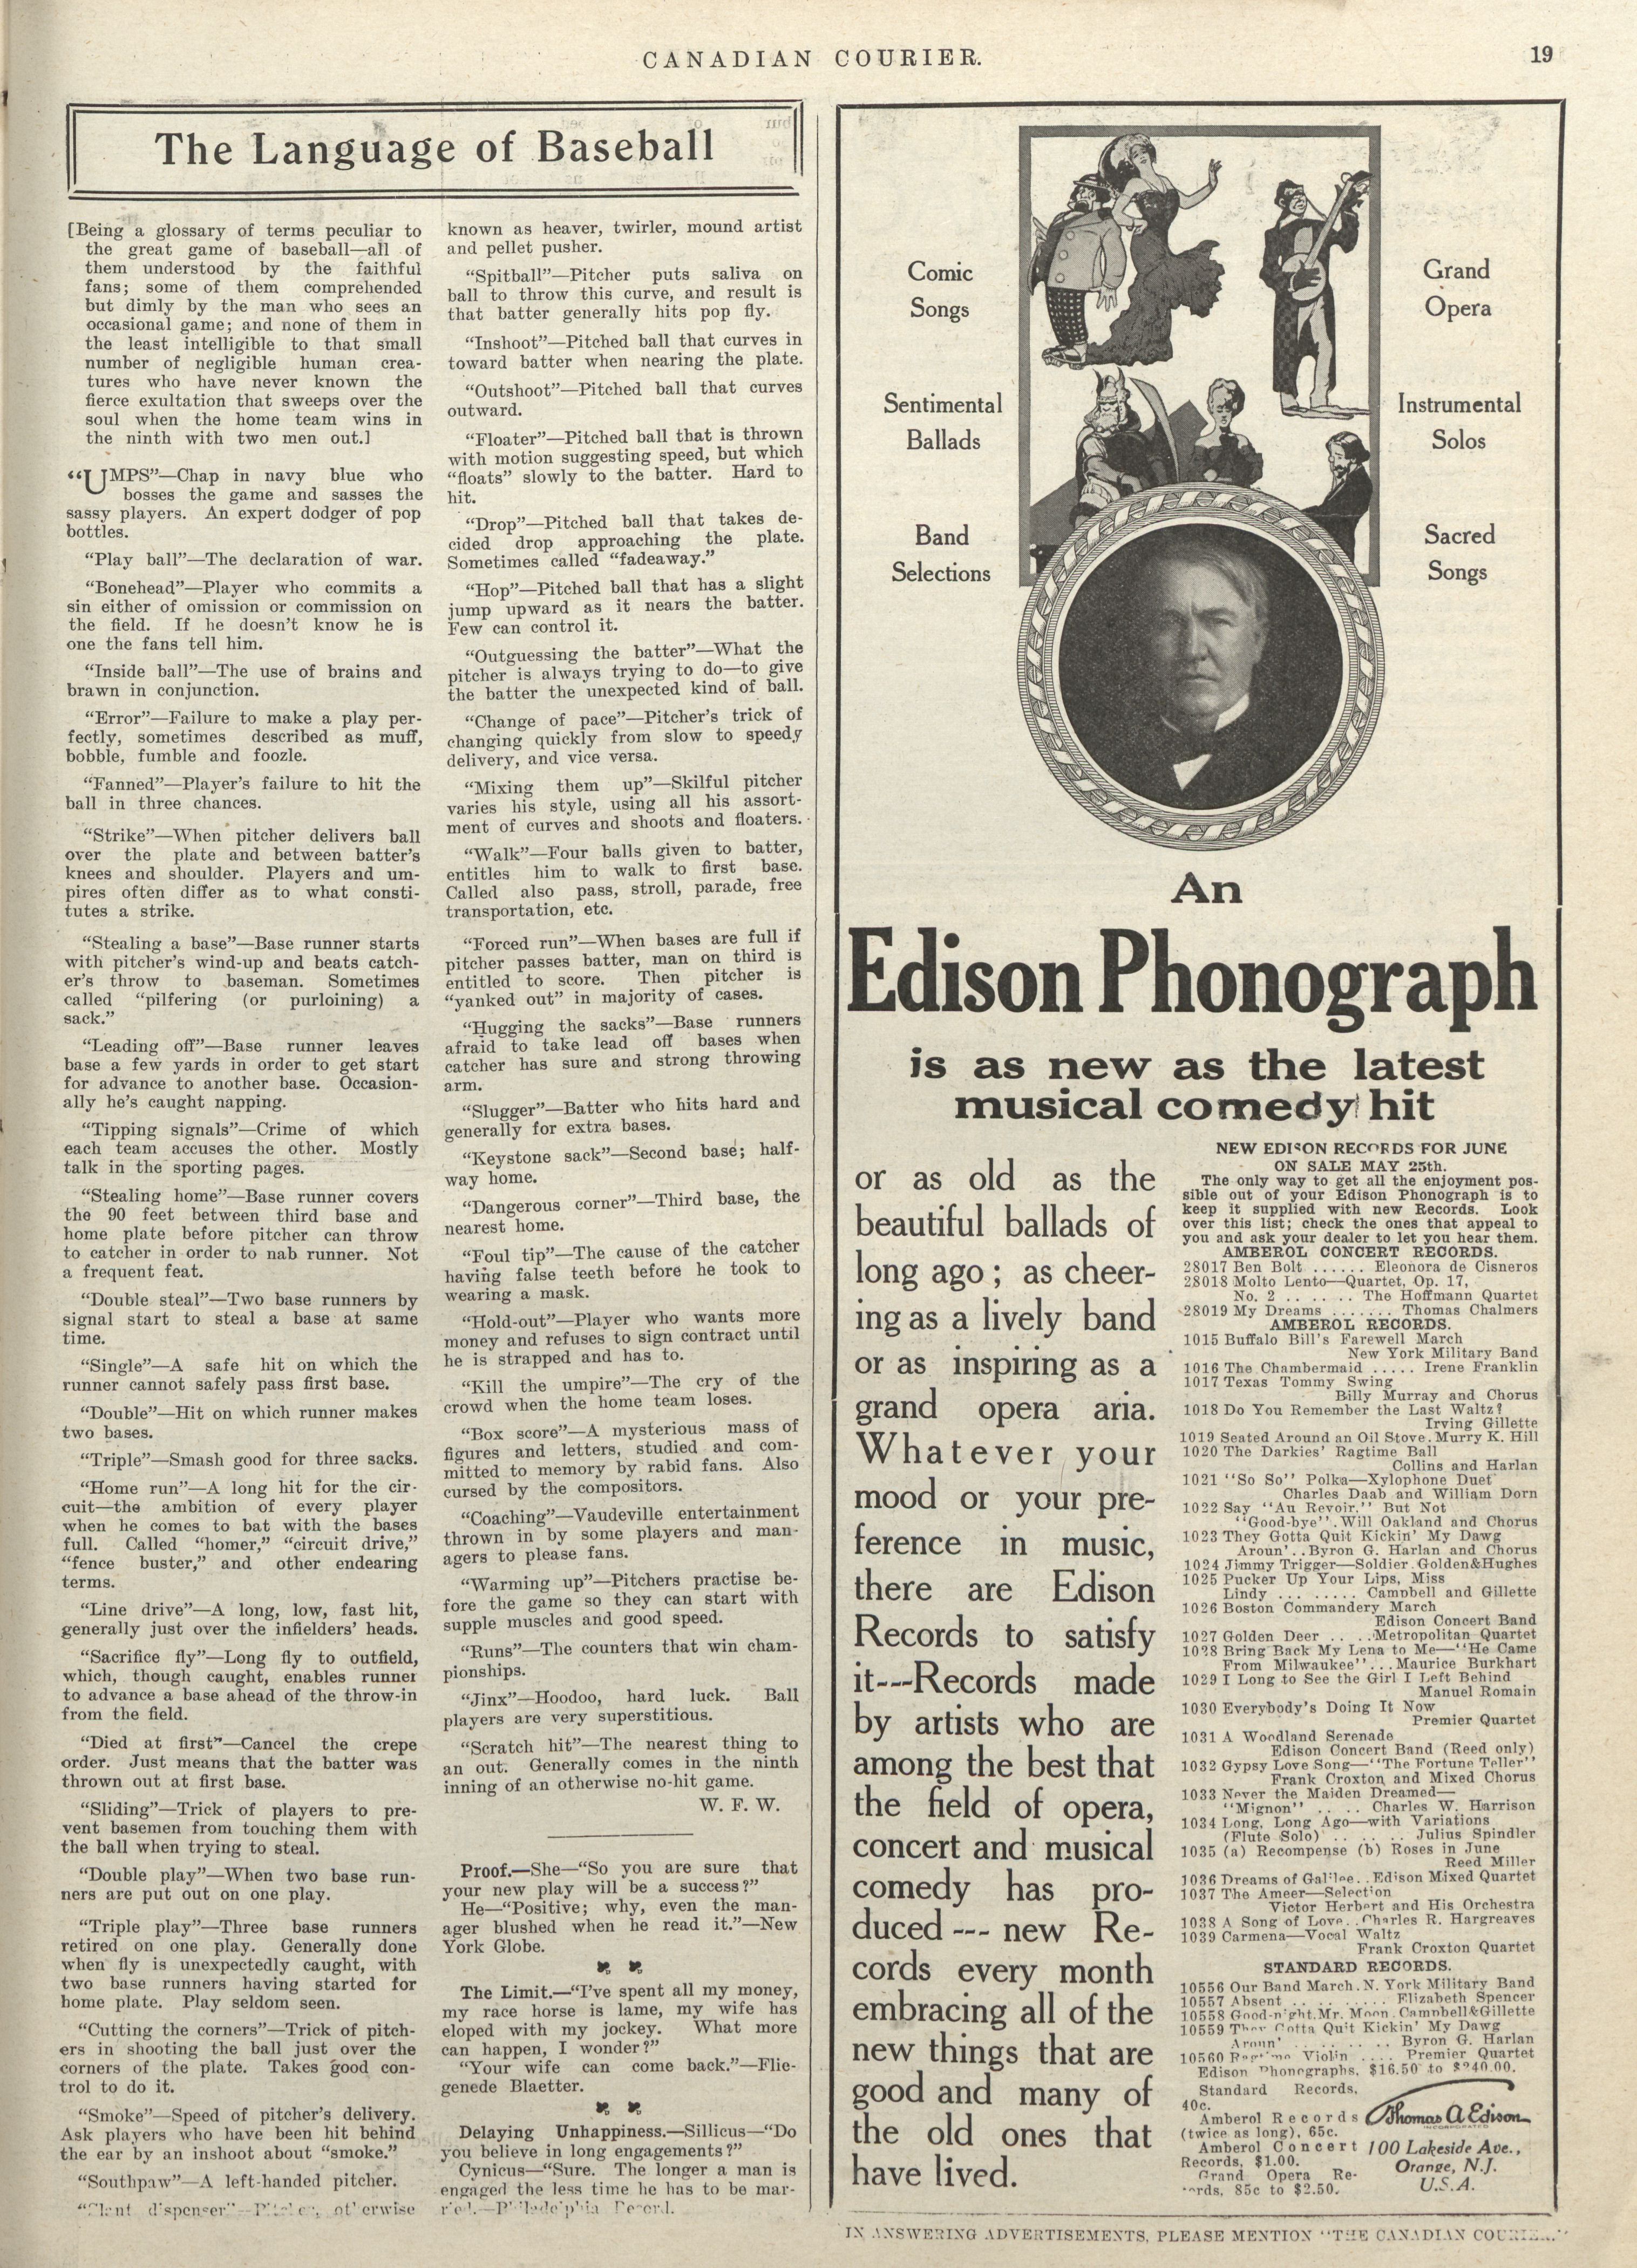 CANADIAN COURIER.
19
The Language of Baseball
[Being a glossary of terms peculiar to
the great game of baseball—all of
them understood by the faithful
fans; some of them comprehended
but dimly by the man who sees an
occasional game; and none of them in
the least intelligible to that small
number of negligible human crea-
tures who have never known the
fierce exultation that sweeps over the
soul when the home team wins in
the ninth with two men out.]
“UMPS”—Chap in navy blue who
bosses the game and sasses the
sassy players. An expert dodger of pop
bottles.
“Play ball”—The declaration of war.
“Bonehead”—Player who commits a
sin either of omission or commission on
the field. If he doesn't know he is
one the fans tell him.
“Inside ball”—The use of brains and
brawn in conjunction.
“Error”—Failure to make a play per-
fectly, sometimes described as muff,
bobble, fumble and foozle.
“Fanned”—Player's failure to hit the
ball in three chances.
“Strike”—When pitcher delivers ball
over the plate and between batter's
knees and shoulder. Players and um-
pires often differ as to what consti-
tutes a strike.
“Stealing a base”—Base runner starts
with pitcher's wind-up and beats catch-
er's throw to baseman. Sometimes
called “pilfering (or purloining) a
sack.”
“Leading off”—Base runner leaves
base a few yards in order to get start
for advance to another base. Occasion-
ally he's caught napping.
“Tipping signals”—Crime of which
each team accuses the other. Mostly
talk in the sporting pages.
“Stealing home”—Base runner covers
the 90 feet between third base and
home plate before pitcher can throw
to catcher in order to nab runner. Not
a frequent feat.
“Double steal”—Two base runners by
signal start to steal a base at same
time.
“Single”—A safe hit on which the
runner cannot safely pass first base.
“Double”—Hit on which runner makes
two bases.
“Triple”—Smash good for three sacks.
“Home run”—A long hit for the cir-
cuit—the ambition of every player
when he comes to bat with the bases
full. Called “homer,” “circuit drive,”
“fence buster,” and other endearing
terms.
“Line drive”—A long, low, fast hit,
generally just over the infielders' heads.
“Sacrifice fly”—Long fly to outfield,
which, though caught, enables runner
to advance a base ahead of the throw-in
from the field.
“Died at first”—Cancel the crepe
order. Just means that the batter was
thrown out at first base.
“Sliding”—Trick of players to pre-
vent basemen from touching them with
the ball when trying to steal.
“Double play”—When two base run-
ners are put out on one play.
“Triple play”—Three base runners
retired on one play. Generally done
when fly is unexpectedly caught, with
two base runners having started for
home plate. Play seldom seen.
“Cutting the corners”—Trick of pitch-
ers in shooting the ball just over the
corners of the plate. Takes good con-
trol to do it.
“Smoke”—Speed of pitcher's delivery.
Ask players who have been hit behind
the ear by an inshoot about “smoke.”
“Southpaw”—A left-handed pitcher.
dispenser”—Pitcher, otherwise
known as heaver, twirler, mound artist
and pellet pusher.
“Spitball”—Pitcher puts saliva on
ball to throw this curve, and result is
that batter generally hits pop fly.
“Inshoot”—Pitched ball that curves in
toward batter when nearing the plate.
“Outshoot”—Pitched ball that curves
outward.
“Floater”—Pitched ball that is thrown
with motion suggesting speed, but which
“floats” slowly to the batter. Hard to
hit.
“Drop”—Pitched ball that takes de-
cided drop approaching the plate.
Sometimes called “fadeaway.”
“Hop”—Pitched ball that has a slight
jump upward as it nears the batter.
Few can control it.
“Outguessing the batter”—What the
pitcher is always trying to do—to give
the batter the unexpected kind of ball.
“Change of pace”—Pitcher's trick of
changing quickly from slow to speedy
delivery, and vice versa.
“Mixing them up”—Skilful pitcher
varies his style, using all his assort-
ment of curves and shoots and floaters.
“Walk”—Four balls given to batter,
entitles him to walk to first base.
Called also pass, stroll, parade, free
transportation, etc.
“Forced run”—When bases are full if
pitcher passes batter, man on third is
entitled to score. Then pitcher is
“yanked out” in majority of cases.
“Hugging the sacks”—Base runners
afraid to take lead off bases when
catcher has sure and strong throwing
arm.
“Slugger”—Batter who hits hard and
generally for extra bases.
“Keystone sack”—Second base; half-
way home.
“Dangerous corner”—Third base, the
nearest home.
“Foul tip”—The cause of the catcher
having false teeth before he took to
wearing a mask.
“Hold-out”—Player who wants more
money and refuses to sign contract until
he is strapped and has to.
“Kill the umpire”—The cry of the
crowd when the home team loses.
“Box score”—A mysterious mass of
figures and letters, studied and com-
mitted to memory by rabid fans. Also
cursed by the compositors.
“Coaching”—Vaudeville entertainment
thrown in by some players and man-
agers to please fans.
“Warming up”—Pitchers practise be-
fore the game so they can start with
supple muscles and good speed.
“Runs”—The counters that win cham-
pionships.
“Jinx”—Hoodoo, hard luck. Ball
players are very superstitious.
“Scratch hit”—The nearest thing to
an out. Generally comes in the ninth
inning of an otherwise no-hit game.
W. F. W.
Proof.—She—“So you are sure that
your new play will be a success?”
He—“Positive; why, even the man-
ager blushed when he read it.”—New
York Globe.
The Limit.—“I've spent all my money,
my race horse is lame, my wife has
eloped with my jockey. What more
can happen, I wonder?”
“Your wife can come back.”—Flie-
genede Blaetter.
Delaying Unhappiness.—Sillicus—“Do
you believe in long engagements?”
Cynicus—“Sure. The longer a man is
engaged the less time he has to be mar-
ried.—Philadelphia Record.
Comic
Songs
Sentimental
Ballads
Band
Selections
Grand
Opera
Instrumental
Solos
Sacred
Songs
An
Edison Phonograph
is as new as the latest
musical comedy hit
or as old as the
beautiful ballads of
long ago; as cheer-
ing as a lively band
or as inspiring as a
grand opera aria.
Whatever your
mood or your pre-
ference in music,
there are Edison
Records to satisfy
it---Records made
by artists who are
among the best that
the field of opera,
concert and musical
comedy has pro-
duced --- new Re-
cords every month
embracing all of the
new things that are
good and many of
the old ones that
have lived.
NEW EDISON RECORDS FOR JUNE
ON SALE MAY 25th.
The only way to get all the enjoyment pos-
sible out of your Edison Phonograph is to
keep it supplied with new Records. Look
over this list; check the ones that appeal to
you and ask your dealer to let you hear them.
AMBEROL CONCERT RECORDS.
28017 Ben Bolt ...... Eleonora de Cisneros
28018 Molto Lento—Quartet, Op. 17,
No. 2 ...... The Hoffmann Quartet
28019 My Dreams ....... Thomas Chalmers
AMBEROL RECORDS.
1015 Buffalo Bill's Farewell March
New York Military Band
1016 The Chambermaid ..... Irene Franklin
1017 Texas Tommy Swing
Billy Murray and Chorus
1018 Do You Remember the Last Waltz?
Irving Gillette
1019 Seated Around an Oil Stove. Murry K. Hill
1020 The Darkies' Ragtime Ball
Collins and Harlan
1021 “So So” Polka—Xylophone Duet
Charles Daab and William Dorn
1022 Say “Au Revoir,” But Not
“Good-bye”. Will Oakland and Chorus
1023 They Gotta Quit Kickin' My Dawg
Aroun'..Byron G. Harlan and Chorus
1024 Jimmy Trigger—Soldier.Golden&Hughes
1025 Pucker Up Your Lips, Miss
Lindy ........ Campbell and Gillette
1026 Boston Commandery March
Edison Concert Band
1027 Golden Deer ....Metropolitan Quartet
1028 Bring Back My Lena to Me—“He Came
From Milwaukee”...Maurice Burkhart
1029 I Long to See the Girl I Left Behind
Manuel Romain
1030 Everybody's Doing It Now
Premier Quartet
1031 A Woodland Serenade
Edison Concert Band (Reed only)
1032 Gypsy Love Song—“The Fortune Teller”
Frank Croxton and Mixed Chorus
1033 Never the Maiden Dreamed—
“Mignon” .... Charles W. Harrison
1034 Long, Long Ago—with Variations
(Flute Solo) ...... Julius Spindler
1035 (a) Recompense (b) Roses in June
Reed Miller
1036 Dreams of Galilee..Edison Mixed Quartet
1037 The Ameer—Selection
Victor Herbert and His Orchestra
1038 A Song of Love..Charles R. Hargreaves
1039 Carmena—Vocal Waltz
Frank Croxton Quartet
STANDARD RECORDS.
10556 Our Band March.N. York Military Band
10557 Absent ......... Elizabeth Spencer
10558 Good-night.Mr. Moon.Campbell&Gillette
10559 They Gotta Quit Kickin' My Dawg
Aroun' ........ Byron G. Harlan
10560 Ragtime Violin .... Premier Quartet
Edison Phonographs, $16.50 to $240.00.
Standard Records,
40c.
Amberol Records
(twice as long), 65c.
Amberol Concert
Records, $1.00.
Grand Opera Re-
cords, 85c to $2.50.
Thomas A Edison
INCORPORATED
100 Lakeside Ave.,
Orange, N.J.
U.S.A.
IN ANSWERING ADVERTISEMENTS, PLEASE MENTION “THE CANADIAN COURIER.”